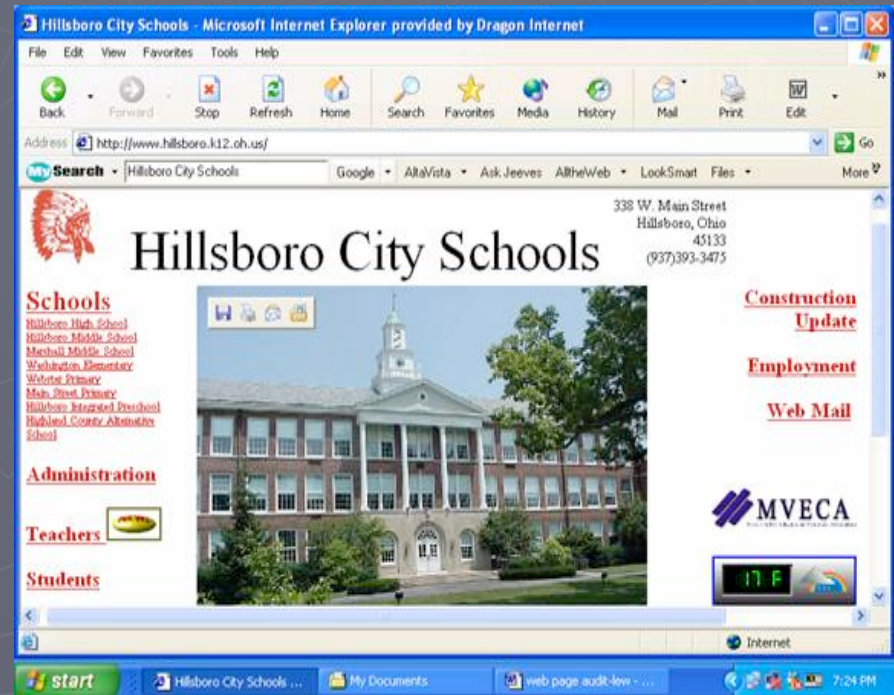 Hillsboro City Schools - Microsoft Internet Explorer provided by Dragon Internet
File Edit View Favorites Tools Help
Back Forward Stop Refresh Home Search Favorites Media History Mail Print Edit
Address http://www.hillsboro.k12.oh.us/ Go
My Search Hillsboro City Schools Google AltaVista Ask Jeeves AlltheWeb LookSmart Files More
338 W. Main Street
Hillsboro, Ohio
45133
(937)393-3475
Hillsboro City Schools
Schools
Hillsboro High School
Hillsboro Middle School
Marshall Middle School
Washington Elementary
Webster Primary
Main Street Primary
Hillsboro Integrated Preschool
Highland County Alternative
School
Administration
Teachers
Students
Construction
Update
Employment
Web Mail
MVECA
17 F
Internet
start Hillsboro City Schools ... My Documents web page audit-lew - ... 7:24 PM